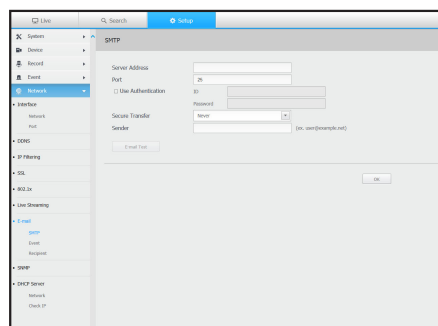 Live
Search
Setup
System
Device
Record
Event
Network
Interface
Network
Port
DDNS
IP Filtering
SSL
802.1x
Live Streaming
E-mail
SMTP
Event
Recipient
SNMP
DHCP Server
Network
Check IP
SMTP
Server Address
Port
25
Use Authentication
ID
Password
Secure Transfer
Never
Sender
(ex. user@example.net)
E-mail Test
OK